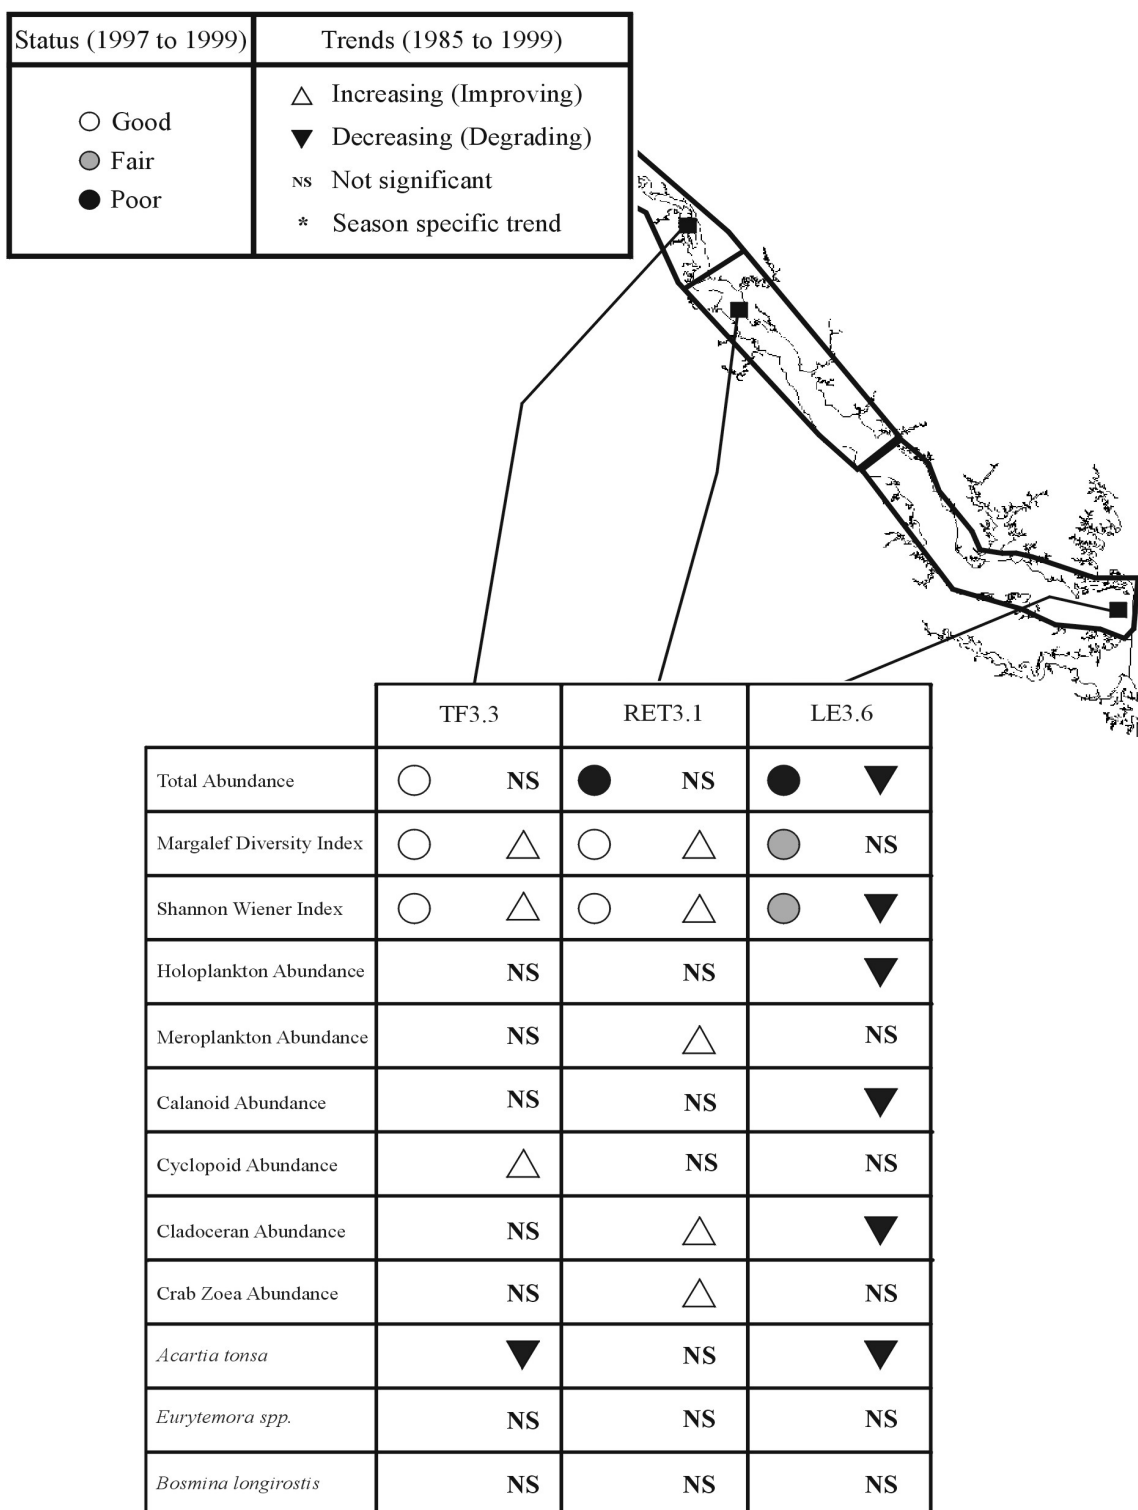 Status (1997 to 1999) Trends (1985 to 1999)
Good
Fair
Poor
Increasing (Improving)
Decreasing (Degrading)
NS Not significant
* Season specific trend
TF3.3 RET3.1 LE3.6
Total Abundance NS NS
Margalef Diversity Index NS
Shannon Wiener Index
Holoplankton Abundance NS NS
Meroplankton Abundance NS NS
Calanoid Abundance NS NS
Cyclopoid Abundance NS NS
Cladoceran Abundance NS
Crab Zoea Abundance NS NS
Acartia tonsa NS
Eurytemora spp. NS NS NS
Bosmina longirostis NS NS NS